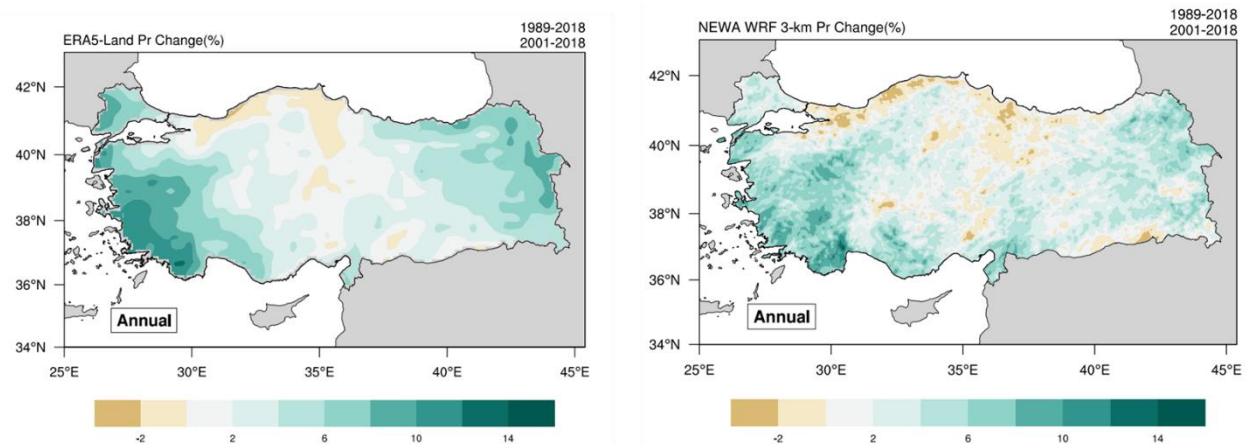 ERA5-Land Pr Change(%)
1989-2018
2001-2018
42°N
40°N
38°N
36°N
34°N
Annual
25°E 30°E 35°E 40°E 45°E
-2 2 6 10 14
NEWA WRF 3-km Pr Change(%)
1989-2018
2001-2018
42°N
40°N
38°N
36°N
34°N
Annual
25°E 30°E 35°E 40°E 45°E
-2 2 6 10 14